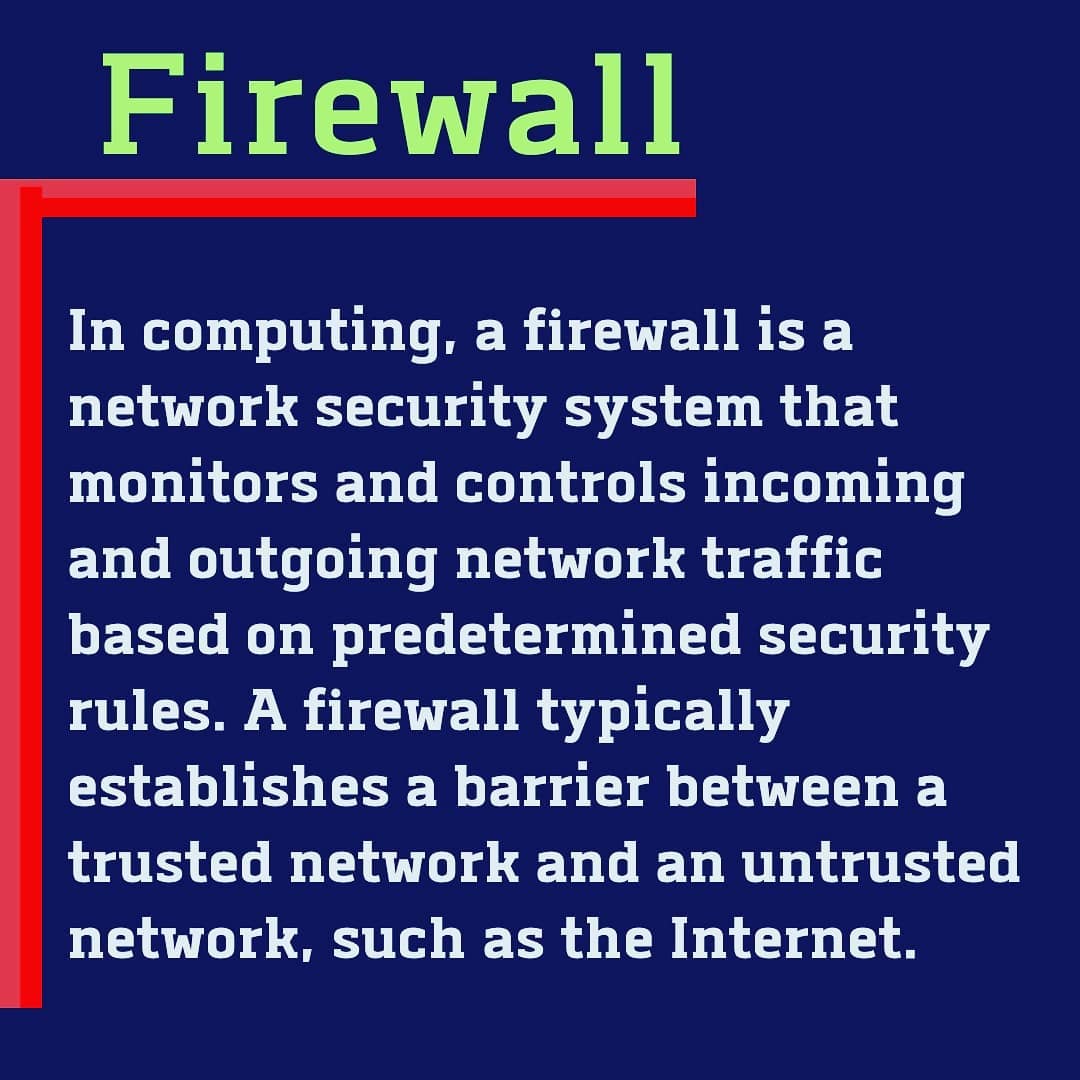 Firewall
In computing, a firewall is a
network security system that
monitors and controls incoming
and outgoing network traffic
based on predetermined security
rules. A firewall typically
establishes a barrier between a
trusted network and an untrusted
network, such as the Internet.